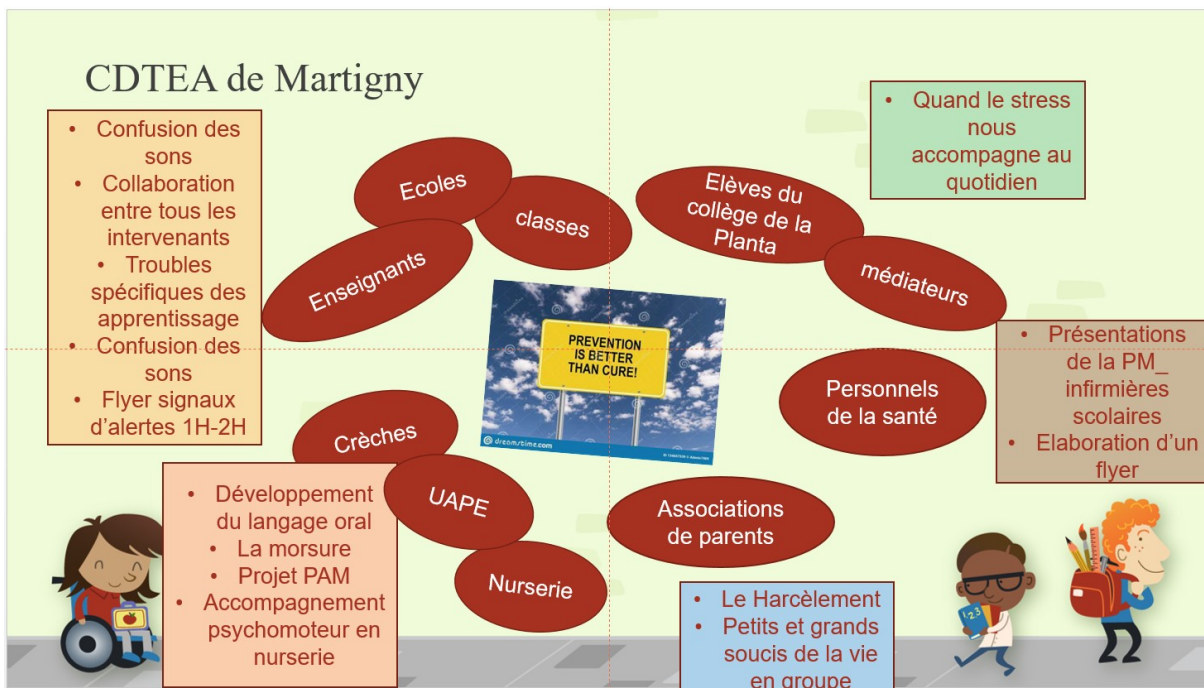 CDTEA de Martigny
• Confusion des
sons
• Collaboration
entre tous les
intervenants
• Troubles
spécifiques des
apprentissage
• Confusion des
sons
• Flyer signaux
d’alertes 1H-2H
Ecoles
classes
Enseignants
Elèves du
collège de la
Planta
médiateurs
• Quand le stress
nous
accompagne au
quotidien
PREVENTION
IS BETTER
THAN CURE!
dreamstime.com
Personnels
de la santé
• Présentations
de la PM_
infirmières
scolaires
• Elaboration d’un
flyer
Crèches
UAPE
Nurserie
• Développement
du langage oral
• La morsure
• Projet PAM
• Accompagnement
psychomoteur en
nurserie
Associations
de parents
• Le Harcèlement
• Petits et grands
soucis de la vie
en groupe
1 2 3